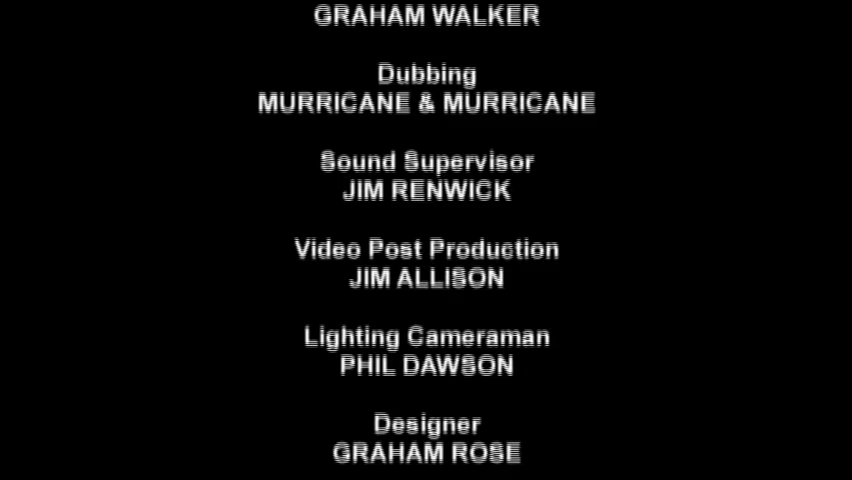 GRAHAM WALKER
Dubbing
MURRICANE & MURRICANE
Sound Supervisor
JIM RENWICK
Video Post Production
JIM ALLISON
Lighting Cameraman
PHIL DAWSON
Designer
GRAHAM ROSE